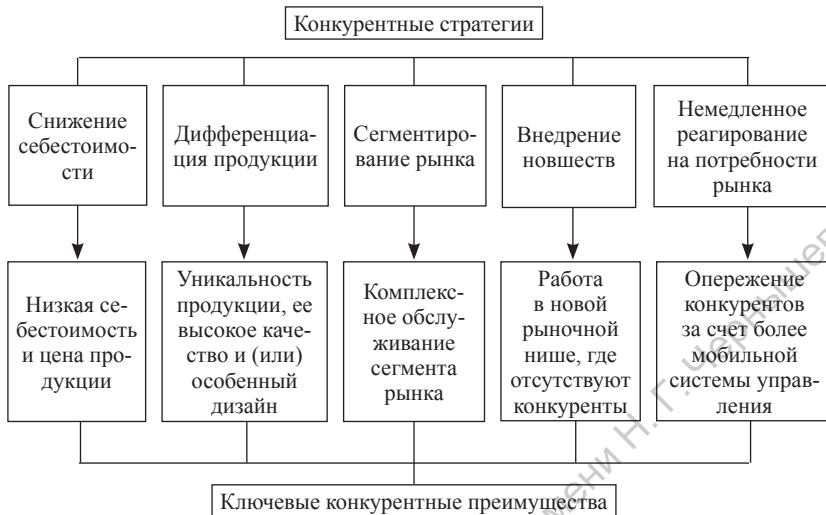 Конкурентные стратегии
Снижение
себестоимо-
сти
Дифференциа-
ция продукции
Сегментиро-
вание рынка
Внедрение
новшеств
Немедленное
реагирование
на потребности
рынка
Низкая се-
бестоимость
и цена про-
дукции
Уникальность
продукции, ее
высокое каче-
ство и (или)
особенный
дизайн
Комплекс-
ное обслу-
живание
сегмента
рынка
Работа
в новой
рыночной
нише, где
отсутствуют
конкуренты
Опережение
конкурентов
за счет более
мобильной
системы управ-
ления
Ключевые конкурентные преимущества
имени Н. Г. Черныше